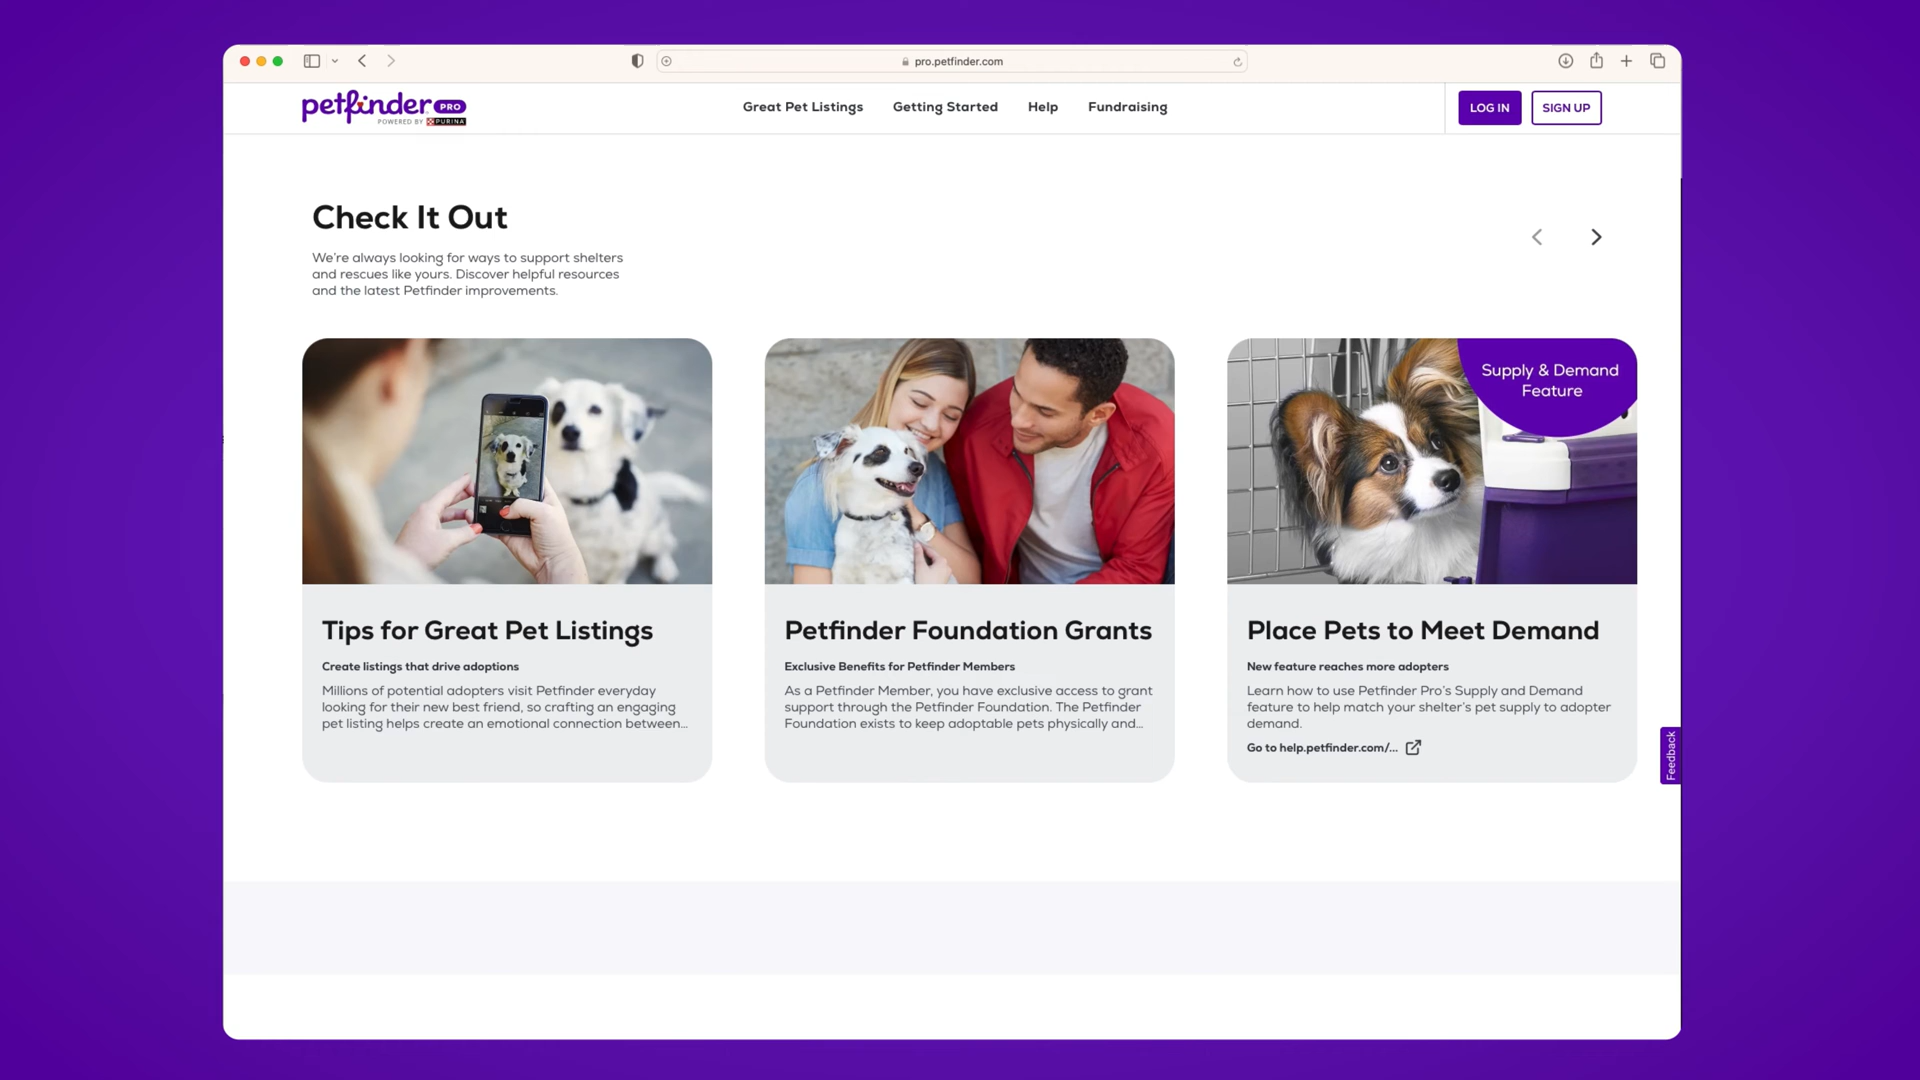 pro.petfinder.com
petfinder PRO
POWERED BY PURINA
Great Pet Listings
Getting Started
Help
Fundraising
LOG IN
SIGN UP
Check It Out
We're always looking for ways to support shelters
and rescues like yours. Discover helpful resources
and the latest Petfinder improvements.
Supply & Demand
Feature
Tips for Great Pet Listings
Create listings that drive adoptions
Millions of potential adopters visit Petfinder everyday
looking for their new best friend, so crafting an engaging
pet listing helps create an emotional connection between...
Petfinder Foundation Grants
Exclusive Benefits for Petfinder Members
As a Petfinder Member, you have exclusive access to grant
support through the Petfinder Foundation. The Petfinder
Foundation exists to keep adoptable pets physically and...
Place Pets to Meet Demand
New feature reaches more adopters
Learn how to use Petfinder Pro's Supply and Demand
feature to help match your shelter's pet supply to adopter
demand.
Go to help.petfinder.com/...
Feedback